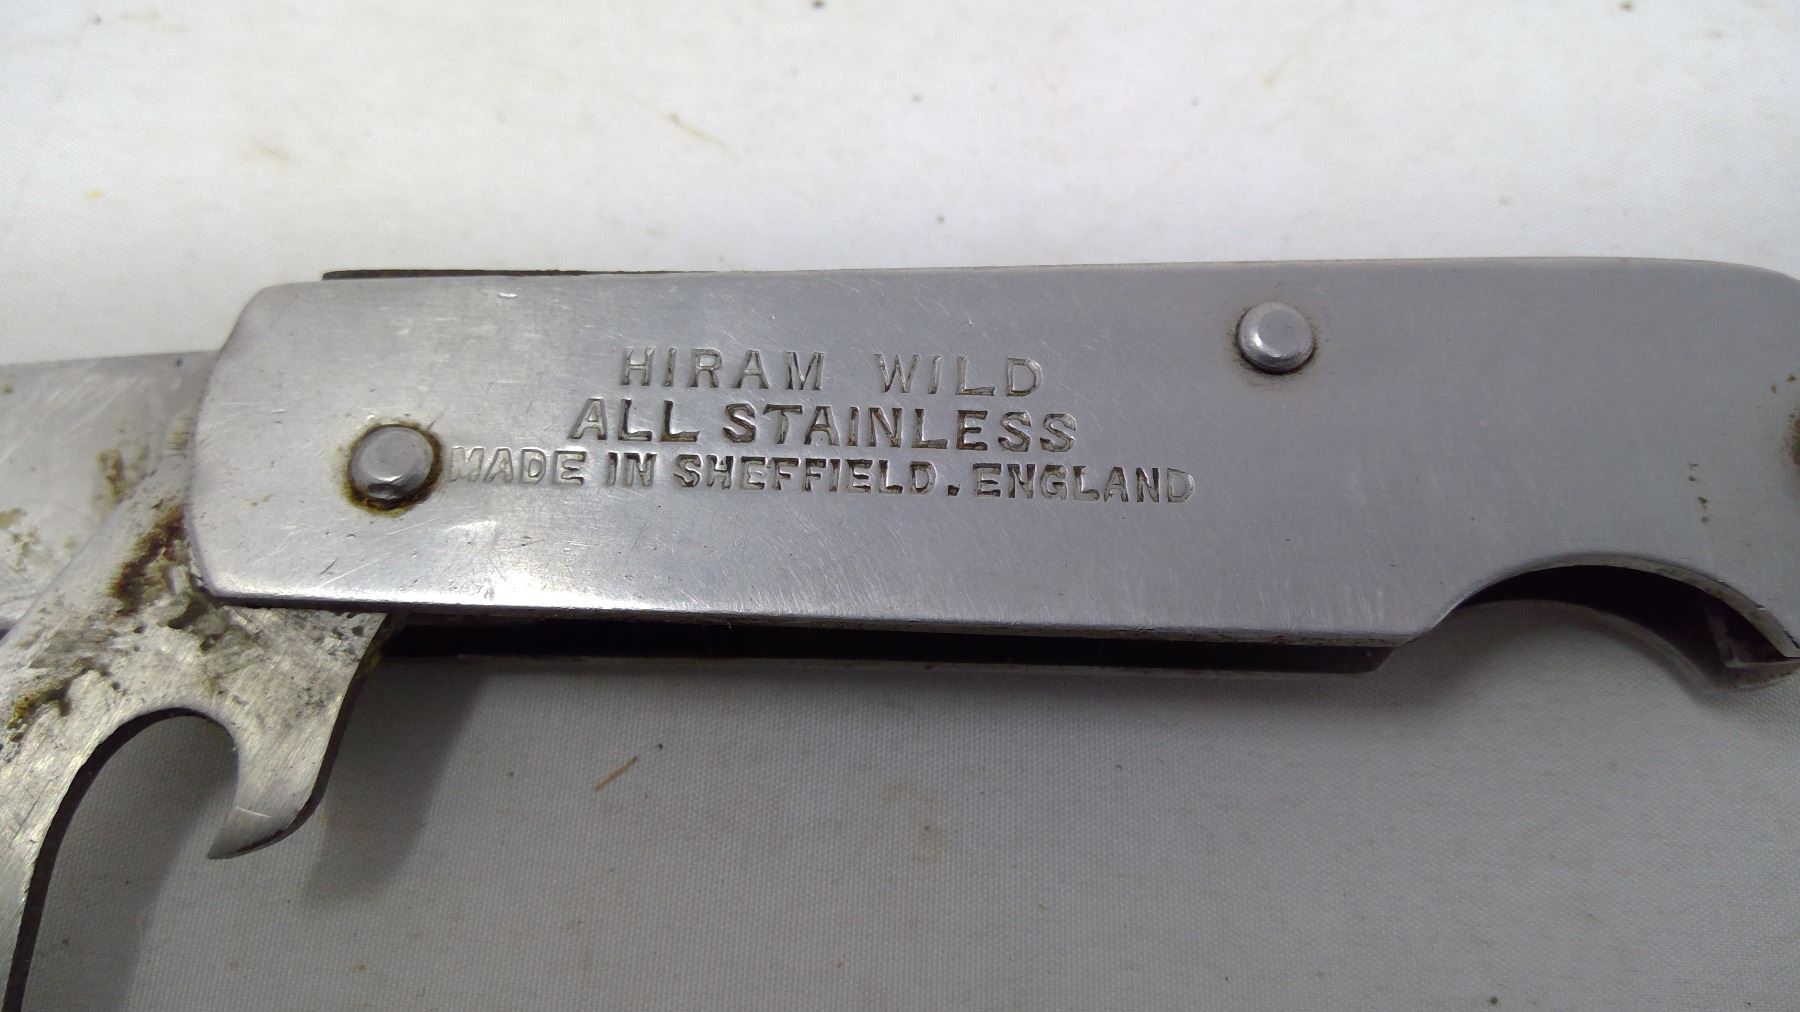 HIRAM WILD
ALL STAINLESS
MADE IN SHEFFIELD. ENGLAND